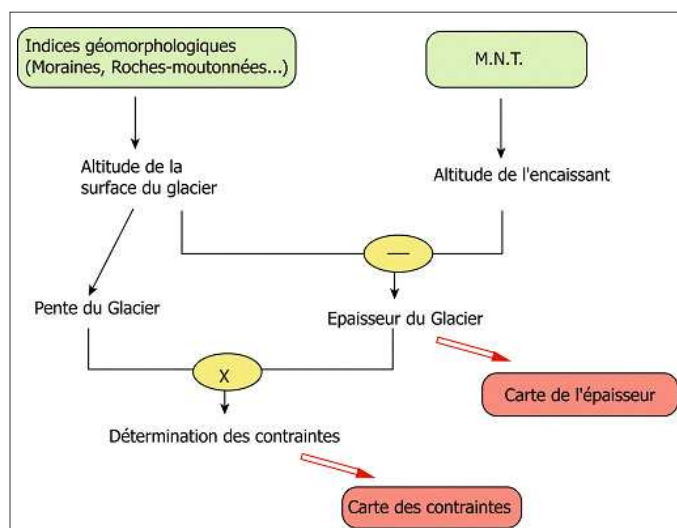 Indices géomorphologiques
(Moraines, Roches-moutonnées...)
M.N.T.
Altitude de la
surface du glacier
Altitude de l'encaissant
—
Pente du Glacier
Epaisseur du Glacier
X
Carte de l'épaisseur
Détermination des contraintes
Carte des contraintes